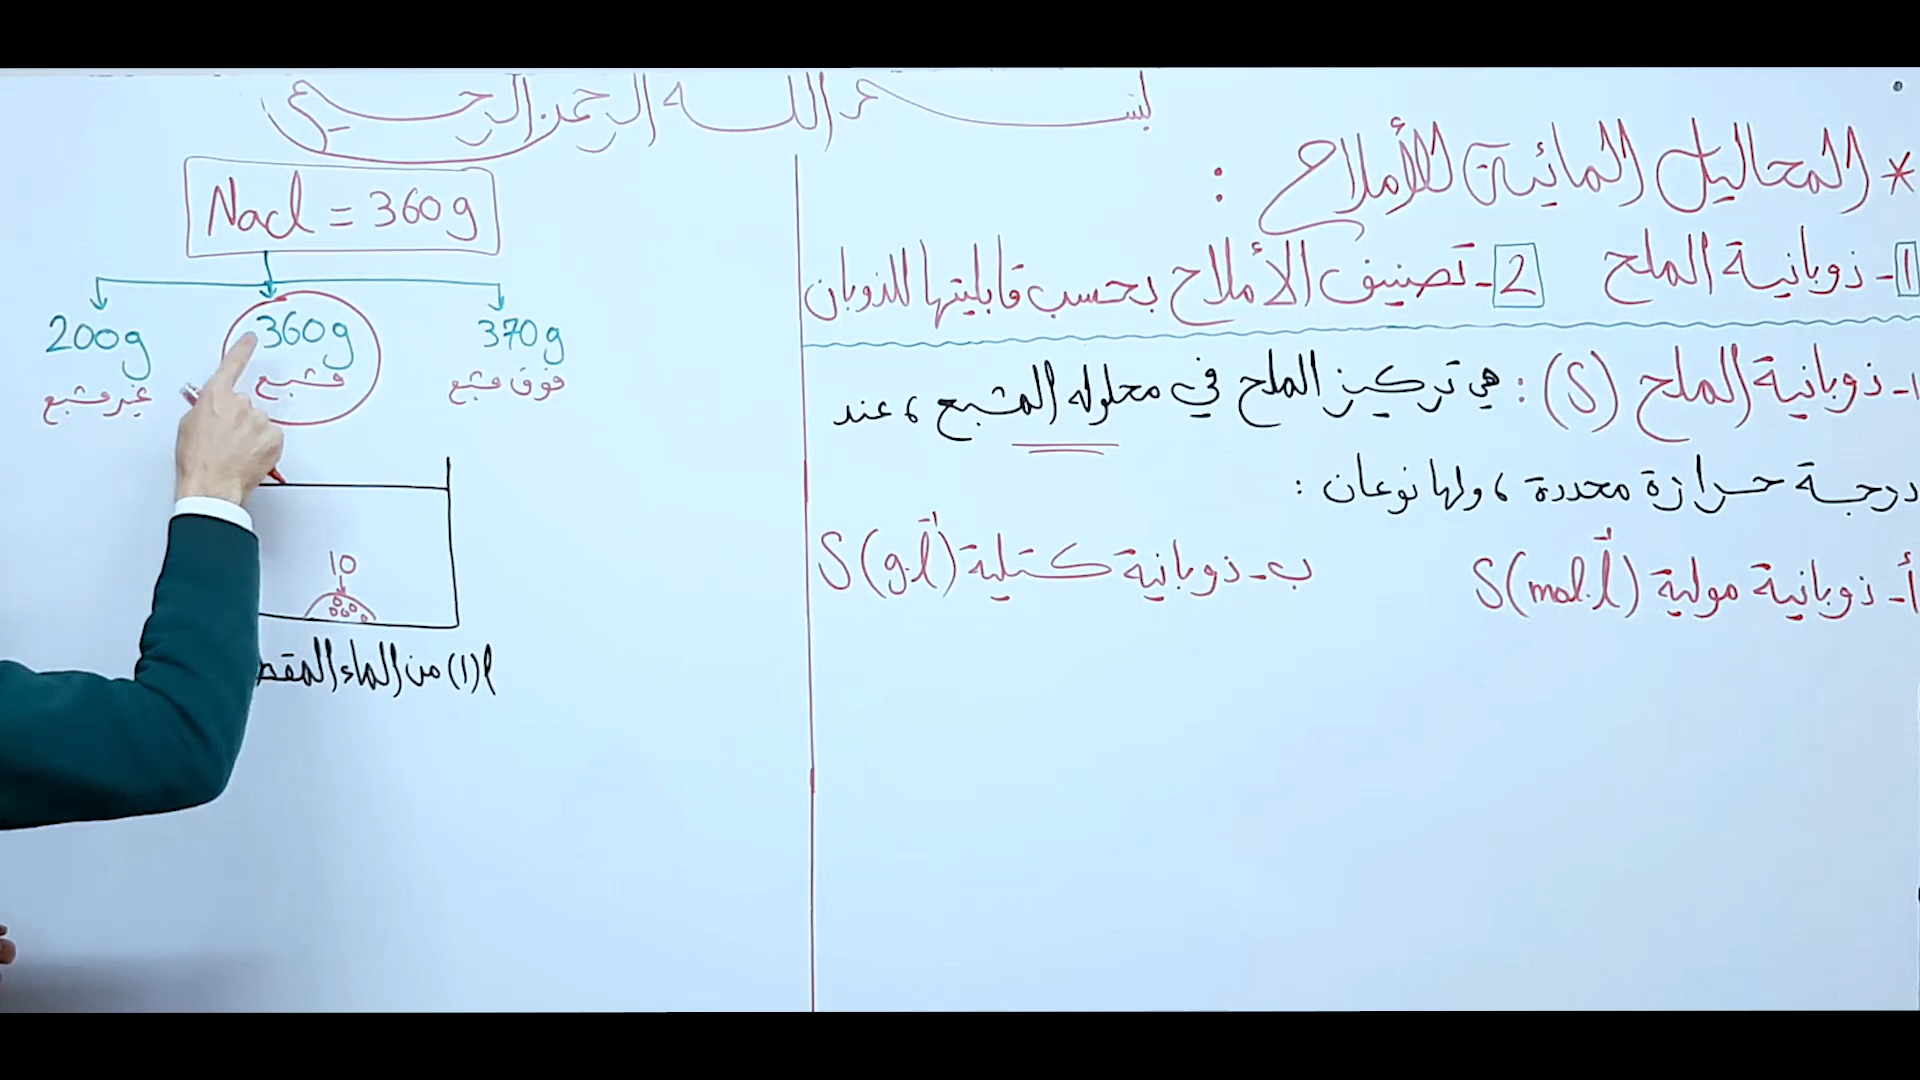 بسم الله الرحمن الرحيم
* المحاليل المائية للأملاح :
1- ذوبانية الملح 2- تصنيف الأملاح بحسب قابليتها للذوبان
1- ذوبانية الملح (S) : هي تركيز الملح في محلوله المشبع ، عند
درجة حرارة محددة ، ولها نوعان :
أ- ذوبانية مولية S(mol.l⁻¹) ب- ذوبانية كتلية S(g.l⁻¹)
Nacl = 360g
200g 360g 370g
غير مشبع مشبع فوق مشبع
10
(1) من الماء